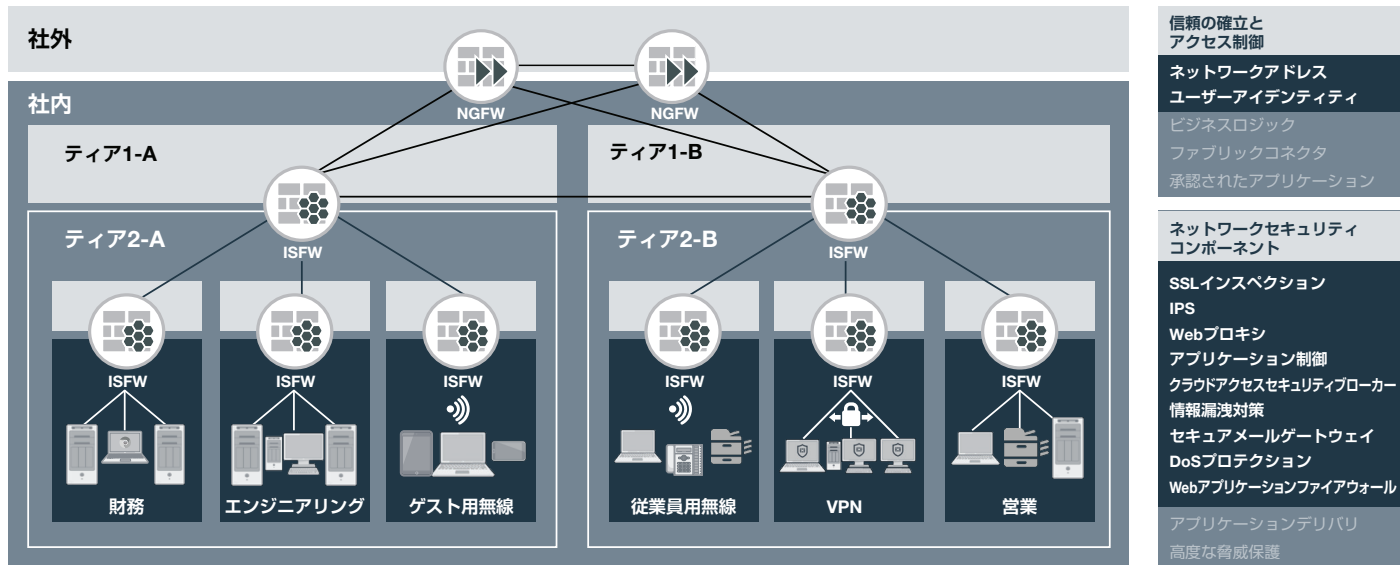 社外
NGFW
NGFW
社内
ティア1-A
ティア1-B
ISFW
ISFW
ティア2-A
ティア2-B
ISFW
財務
ISFW
エンジニアリング
ISFW
ゲスト用無線
ISFW
従業員用無線
ISFW
VPN
ISFW
営業
信頼の確立と
アクセス制御
ネットワークアドレス
ユーザーアイデンティティ
ビジネスロジック
ファブリックコネクタ
承認されたアプリケーション
ネットワークセキュリティ
コンポーネント
SSLインスペクション
IPS
Webプロキシ
アプリケーション制御
クラウドアクセスセキュリティブローカー
情報漏洩対策
セキュアメールゲートウェイ
DoSプロテクション
Webアプリケーションファイアウォール
アプリケーションデリバリ
高度な脅威保護